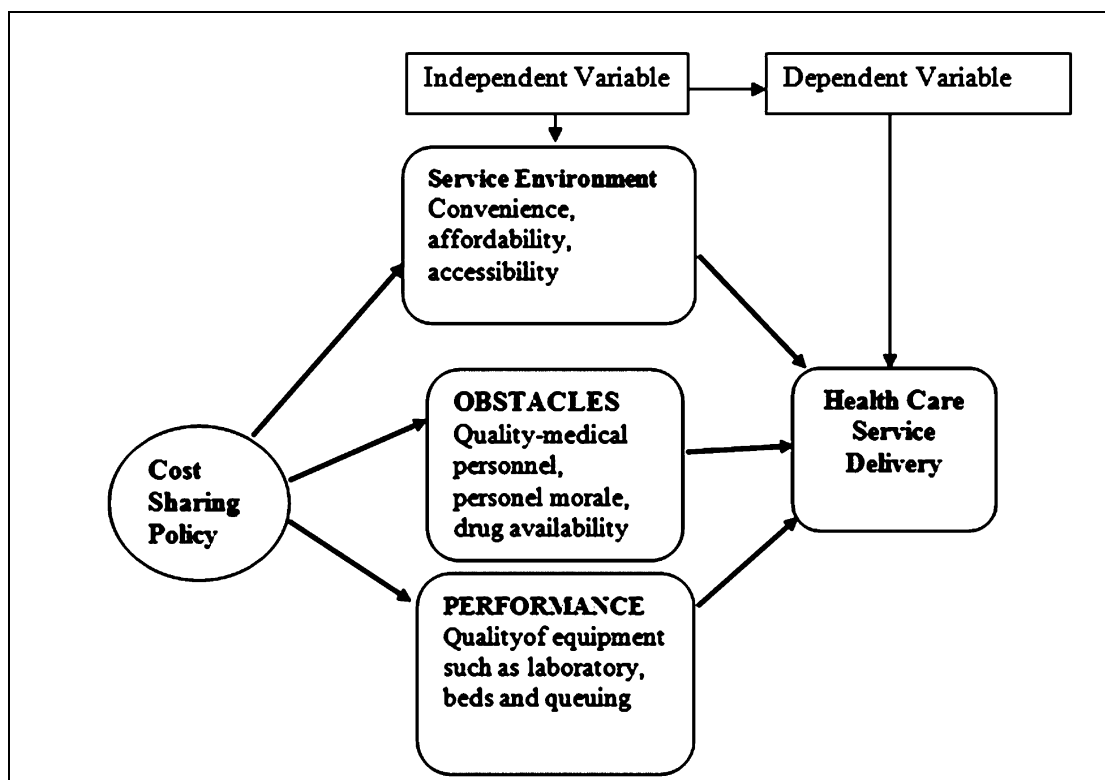 Independent Variable
Dependent Variable
Service Environment
Convenience,
affordability,
accessibility
OBSTACLES
Quality-medical
personnel,
personel morale,
drug availability
Health Care
Service
Delivery
Cost
Sharing
Policy
PERFORMANCE
Qualityof equipment
such as laboratory,
beds and queuing